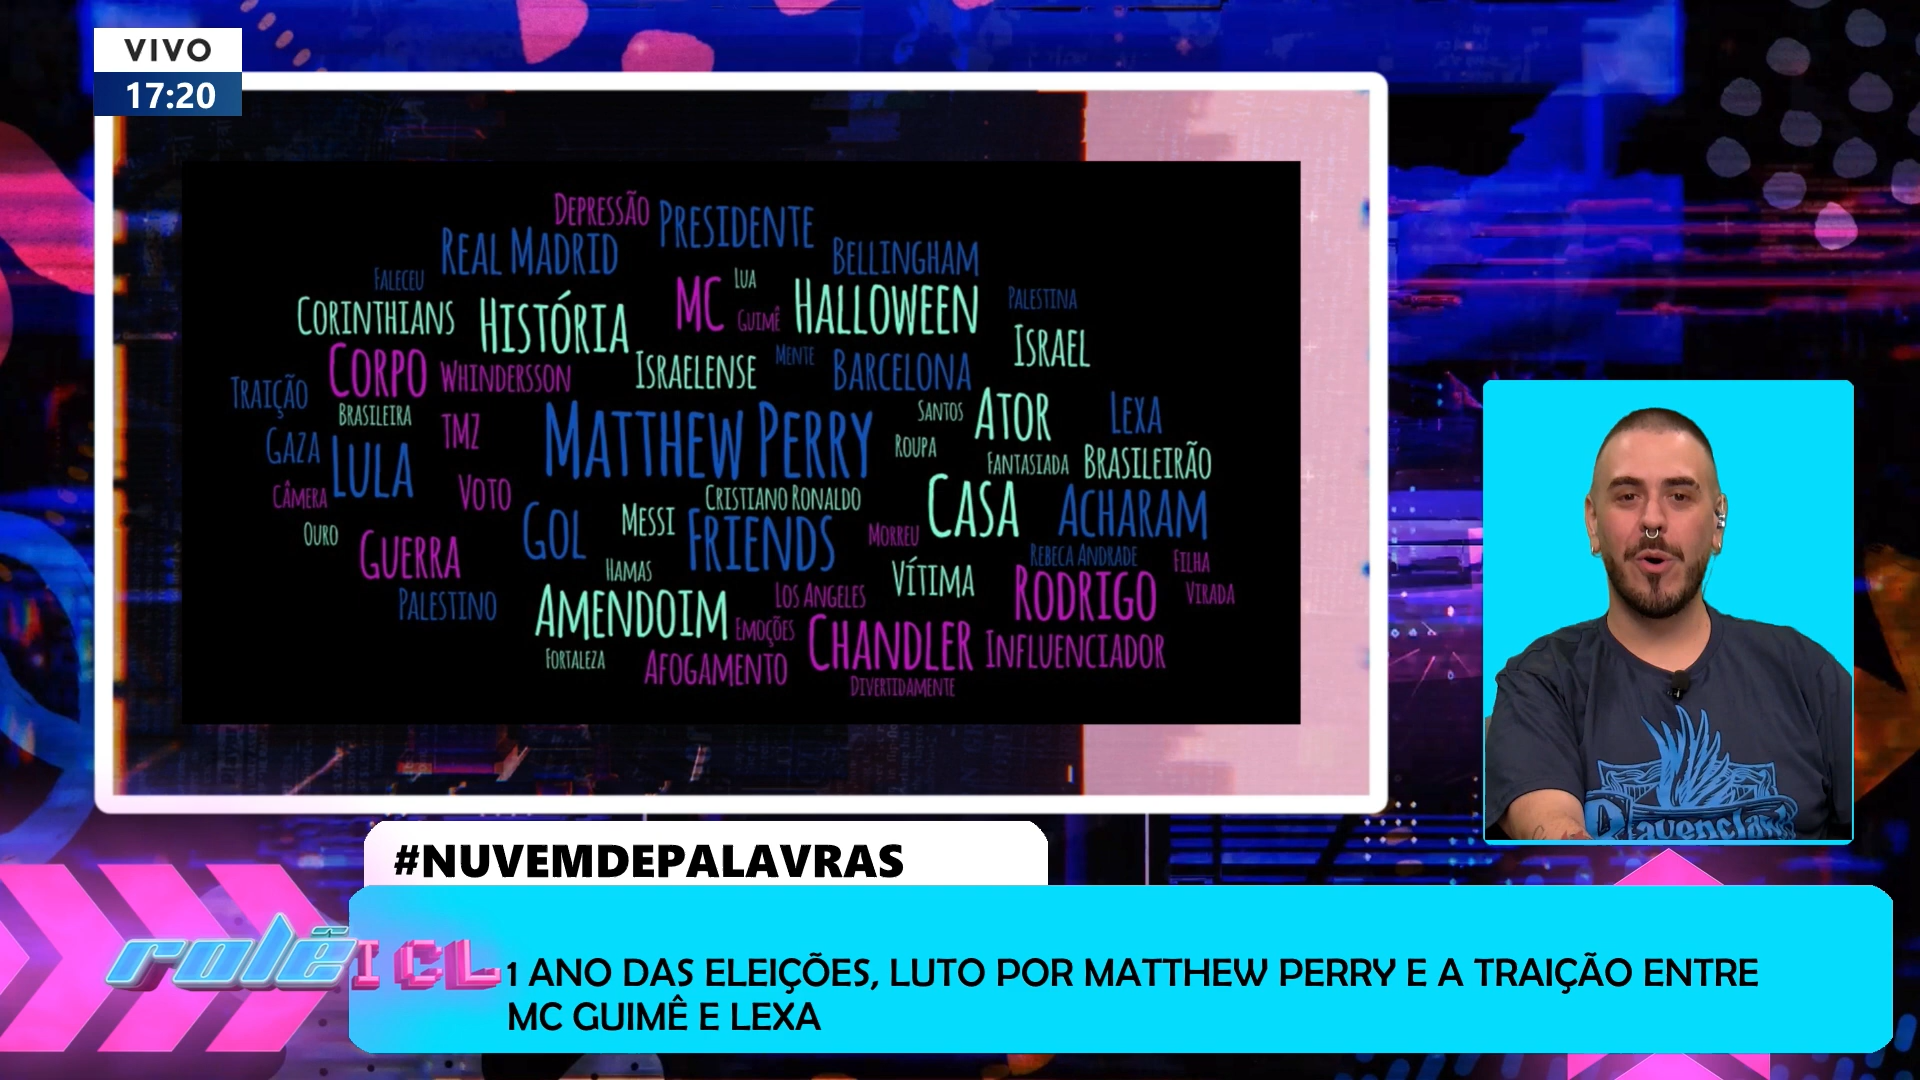 VIVO
17:20
DEPRESSÃO
PRESIDENTE
REAL MADRID
BELLINGHAM
FALECEU
LUA
MC
GUIMÊ
HALLOWEEN
PALESTINA
CORINTHIANS
HISTÓRIA
ISRAEL
CORPO
WHINDERSSON
ISRAELENSE
MENTE
BARCELONA
TRAIÇÃO
BRASILEIRA
TMZ
MATTHEW PERRY
SANTOS
ATOR
LEXA
GAZA
LULA
ROUPA
FANTASIADA
BRASILEIRÃO
CÂMERA
VOTO
CRISTIANO RONALDO
CASA
ACHARAM
OURO
GOL
MESSI
FRIENDS
MORREU
GUERRA
REBECA ANDRADE
FILHA
HAMAS
VÍTIMA
PALESTINO
AMENDOIM
LOS ANGELES
RODRIGO
VIRADA
EMOÇÕES
CHANDLER
INFLUENCIADOR
FORTALEZA
AFOGAMENTO
DIVERTIDAMENTE
Ravenclaw
#NUVEMDEPALAVRAS
rolê ICL
1 ANO DAS ELEIÇÕES, LUTO POR MATTHEW PERRY E A TRAIÇÃO ENTRE
MC GUIMÊ E LEXA